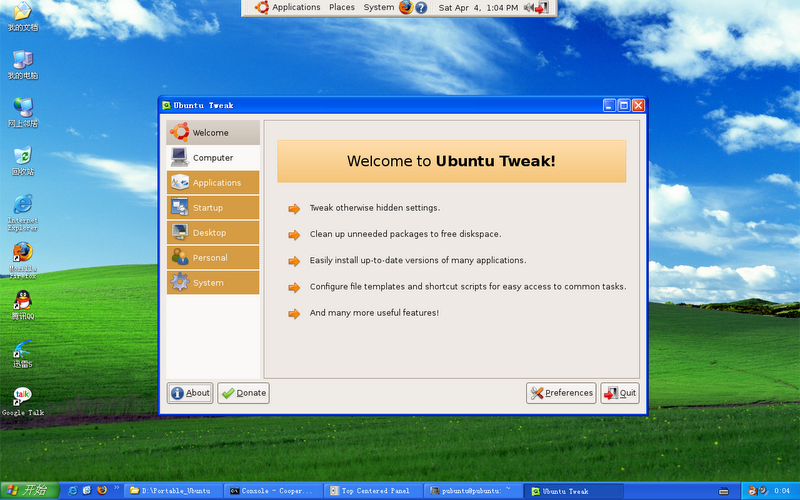 Applications Places System Sat Apr 4, 1:04 PM
我的文档
我的电脑
网上邻居
回收站
Internet
Explorer
Mozilla
Firefox
腾讯QQ
迅雷5
talk
Google Talk
Ubuntu Tweak
Welcome
Computer
Applications
Startup
Desktop
Personal
System
Welcome to Ubuntu Tweak!
Tweak otherwise hidden settings.
Clean up unneeded packages to free diskspace.
Easily install up-to-date versions of many applications.
Configure file templates and shortcut scripts for easy access to common tasks.
And many more useful features!
About Donate Preferences Quit
开始 D:\Portable_Ubuntu Console - Cooper... Top Centered Panel pubuntu@pubuntu: ~ Ubuntu Tweak 0:04